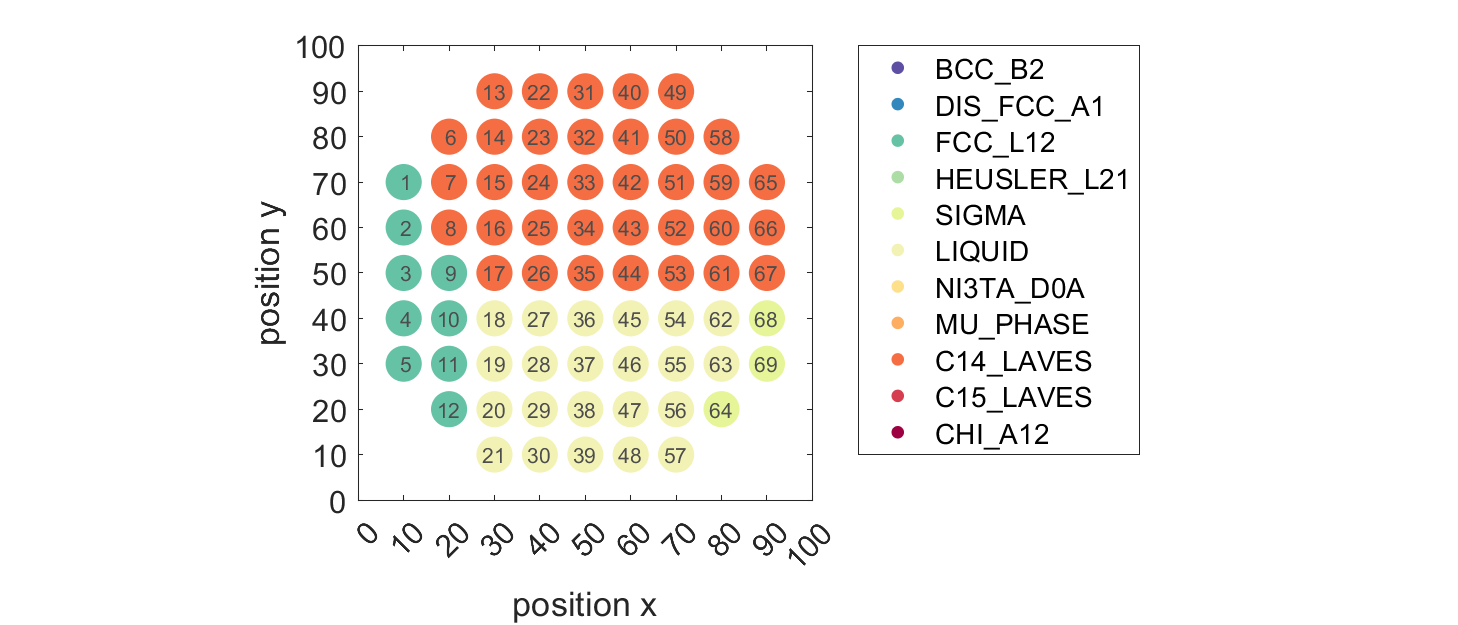 100
90
13 22 31 40 49
80
6 14 23 32 41 50 58
70
1 7 15 24 33 42 51 59 65
60
2 8 16 25 34 43 52 60 66
50
3 9 17 26 35 44 53 61 67
40
4 10 18 27 36 45 54 62 68
30
5 11 19 28 37 46 55 63 69
20
12 20 29 38 47 56 64
10
21 30 39 48 57
0
0 10 20 30 40 50 60 70 80 90 100
position x
position y
BCC_B2
DIS_FCC_A1
FCC_L12
HEUSLER_L21
SIGMA
LIQUID
NI3TA_D0A
MU_PHASE
C14_LAVES
C15_LAVES
CHI_A12